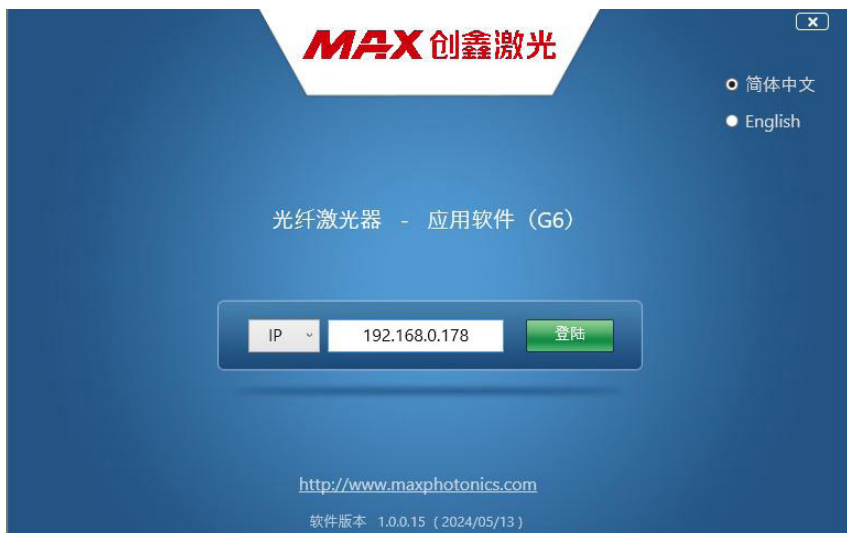 MAX 创鑫激光
简体中文
English
光纤激光器 - 应用软件（G6）
IP 192.168.0.178 登陆
http://www.maxphotonics.com
软件版本 1.0.0.15 ( 2024/05/13 )